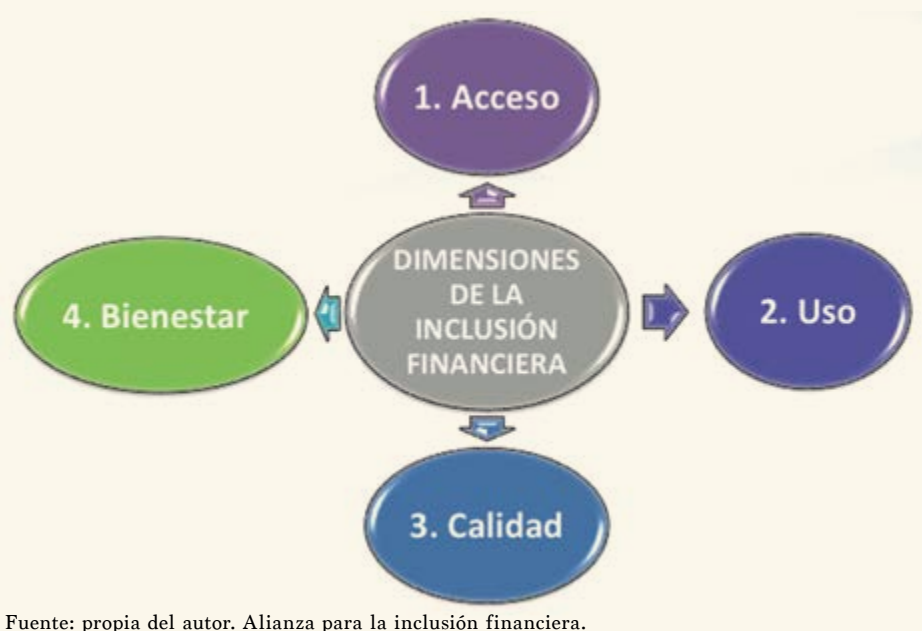 1. Acceso
DIMENSIONES
DE LA
INCLUSIÓN
FINANCIERA
4. Bienestar
2. Uso
3. Calidad
Fuente: propia del autor. Alianza para la inclusión financiera.